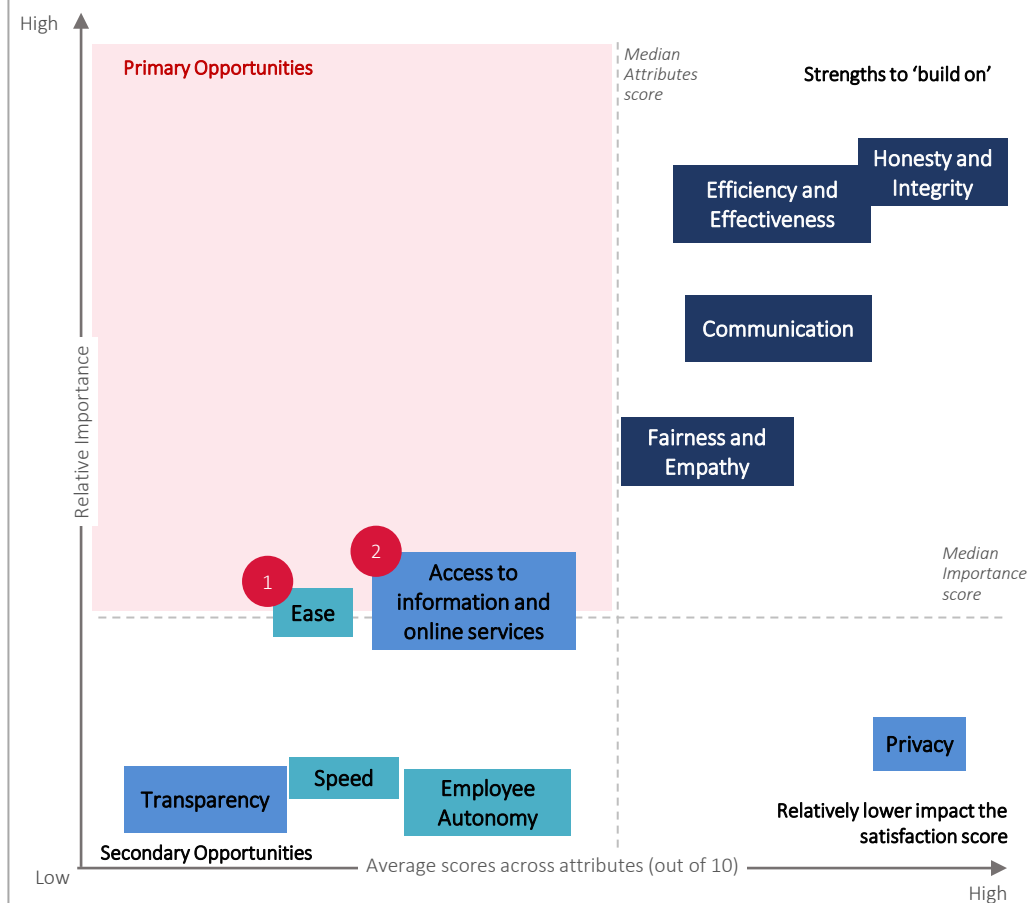 High
Primary Opportunities
Median
Attributes
score
Strengths to ‘build on’
Honesty and
Integrity
Efficiency and
Effectiveness
Communication
Relative Importance
Fairness and
Empathy
2
1
Access to
information and
online services
Ease
Median
Importance
score
Privacy
Speed
Transparency
Employee
Autonomy
Relatively lower impact the
satisfaction score
Secondary Opportunities
Average scores across attributes (out of 10)
Low
High